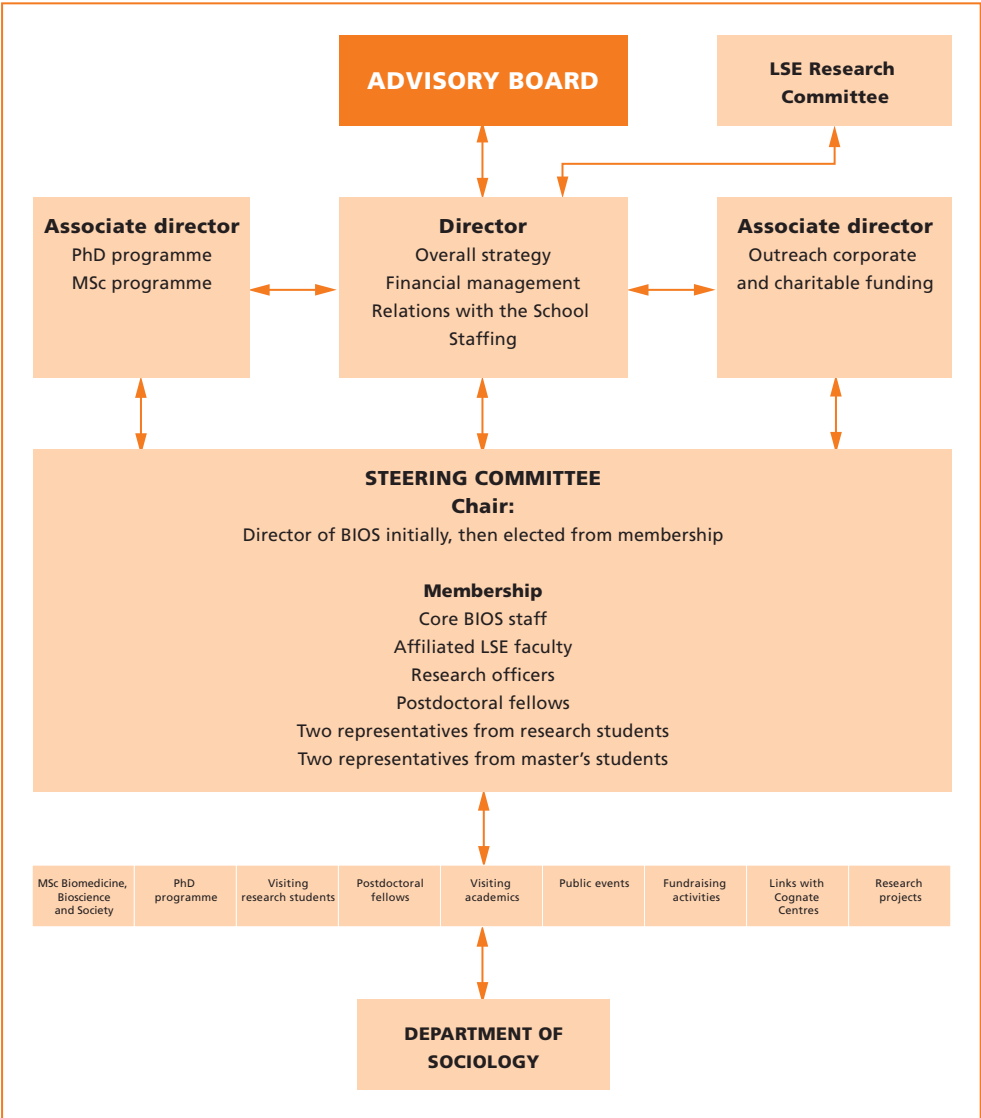 ADVISORY BOARD
LSE Research
Committee
Associate director
PhD programme
MSc programme
Director
Overall strategy
Financial management
Relations with the School
Staffing
Associate director
Outreach corporate
and charitable funding
STEERING COMMITTEE
Chair:
Director of BIOS initially, then elected from membership
Membership
Core BIOS staff
Affiliated LSE faculty
Research officers
Postdoctoral fellows
Two representatives from research students
Two representatives from master's students
MSc Biomedicine,
Bioscience
and Society
PhD
programme
Visiting
research students
Postdoctoral
fellows
Visiting
academics
Public events
Fundraising
activities
Links with
Cognate
Centres
Research
projects
DEPARTMENT OF
SOCIOLOGY